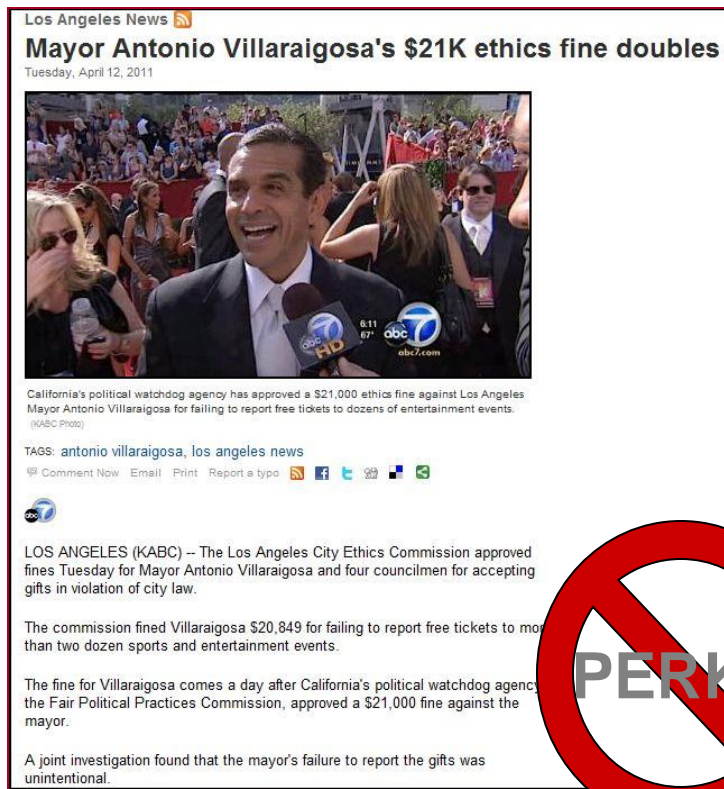 Los Angeles News
Mayor Antonio Villaraigosa's $21K ethics fine doubles
Tuesday, April 12, 2011
abc 7 HD
6:11
67°
abc 7
abc7.com
California's political watchdog agency has approved a $21,000 ethics fine against Los Angeles
Mayor Antonio Villaraigosa for failing to report free tickets to dozens of entertainment events.
(KABC Photo)
TAGS: antonio villaraigosa, los angeles news
Comment Now Email Print Report a typo
abc 7
LOS ANGELES (KABC) -- The Los Angeles City Ethics Commission approved
fines Tuesday for Mayor Antonio Villaraigosa and four councilmen for accepting
gifts in violation of city law.
The commission fined Villaraigosa $20,849 for failing to report free tickets to mor
than two dozen sports and entertainment events.
The fine for Villaraigosa comes a day after California's political watchdog agency
the Fair Political Practices Commission, approved a $21,000 fine against the
mayor.
A joint investigation found that the mayor's failure to report the gifts was
unintentional.
PERK